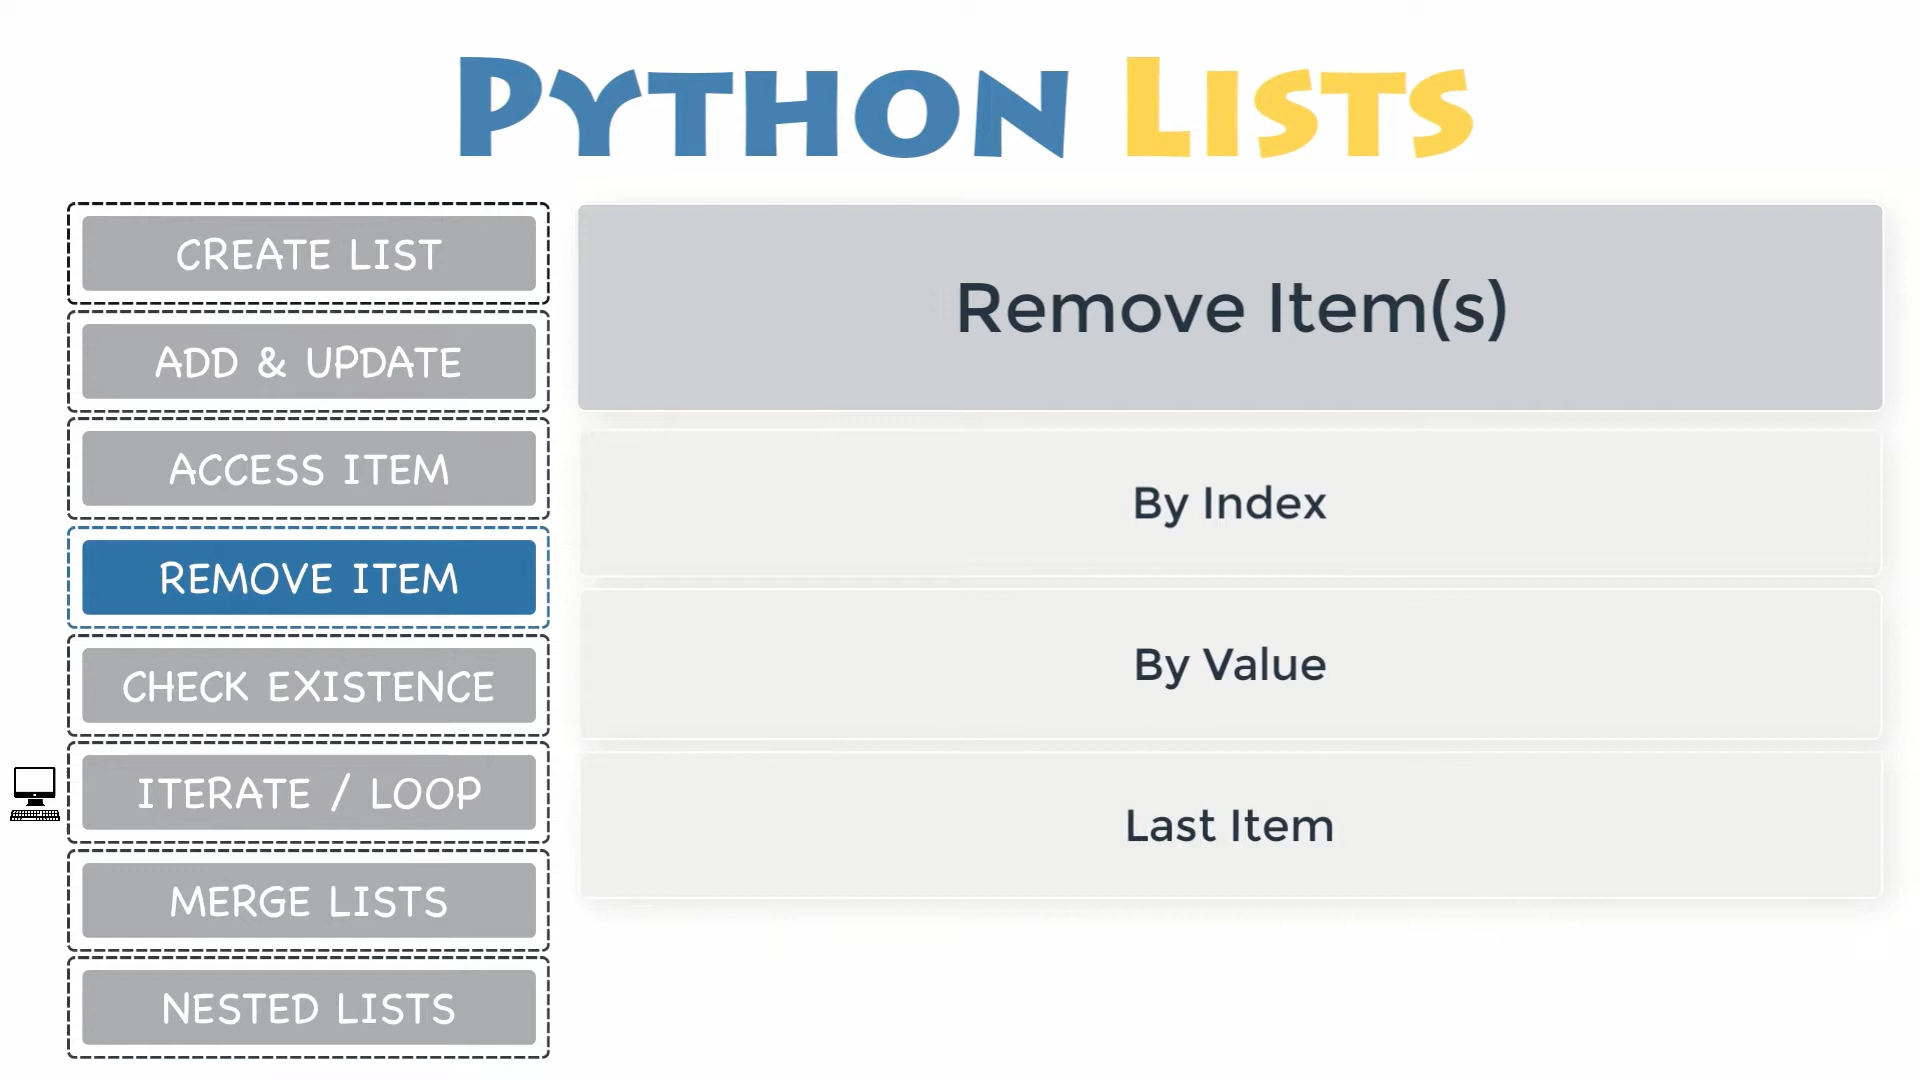 PYTHON LISTS
CREATE LIST
ADD & UPDATE
ACCESS ITEM
REMOVE ITEM
CHECK EXISTENCE
ITERATE / LOOP
MERGE LISTS
NESTED LISTS
Remove Item(s)
By Index
By Value
Last Item